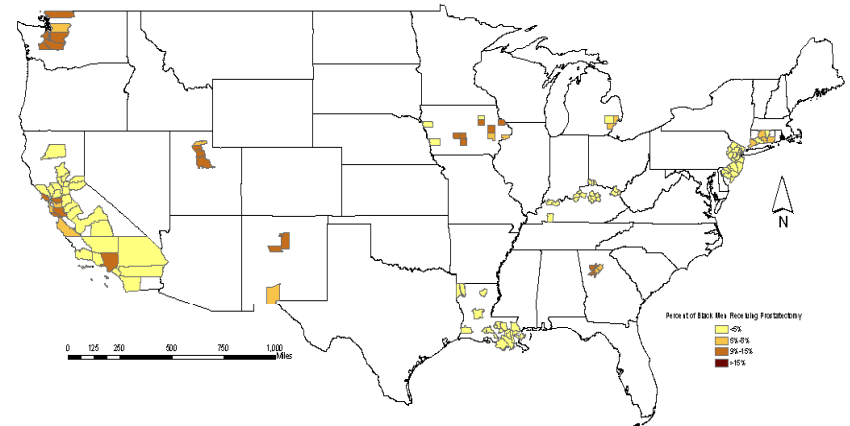 N
Percent of Black Men Receiving Prostatectomy
<5%
6%-8%
9%-15%
>15%
0 125 250 500 750 1,000
Miles